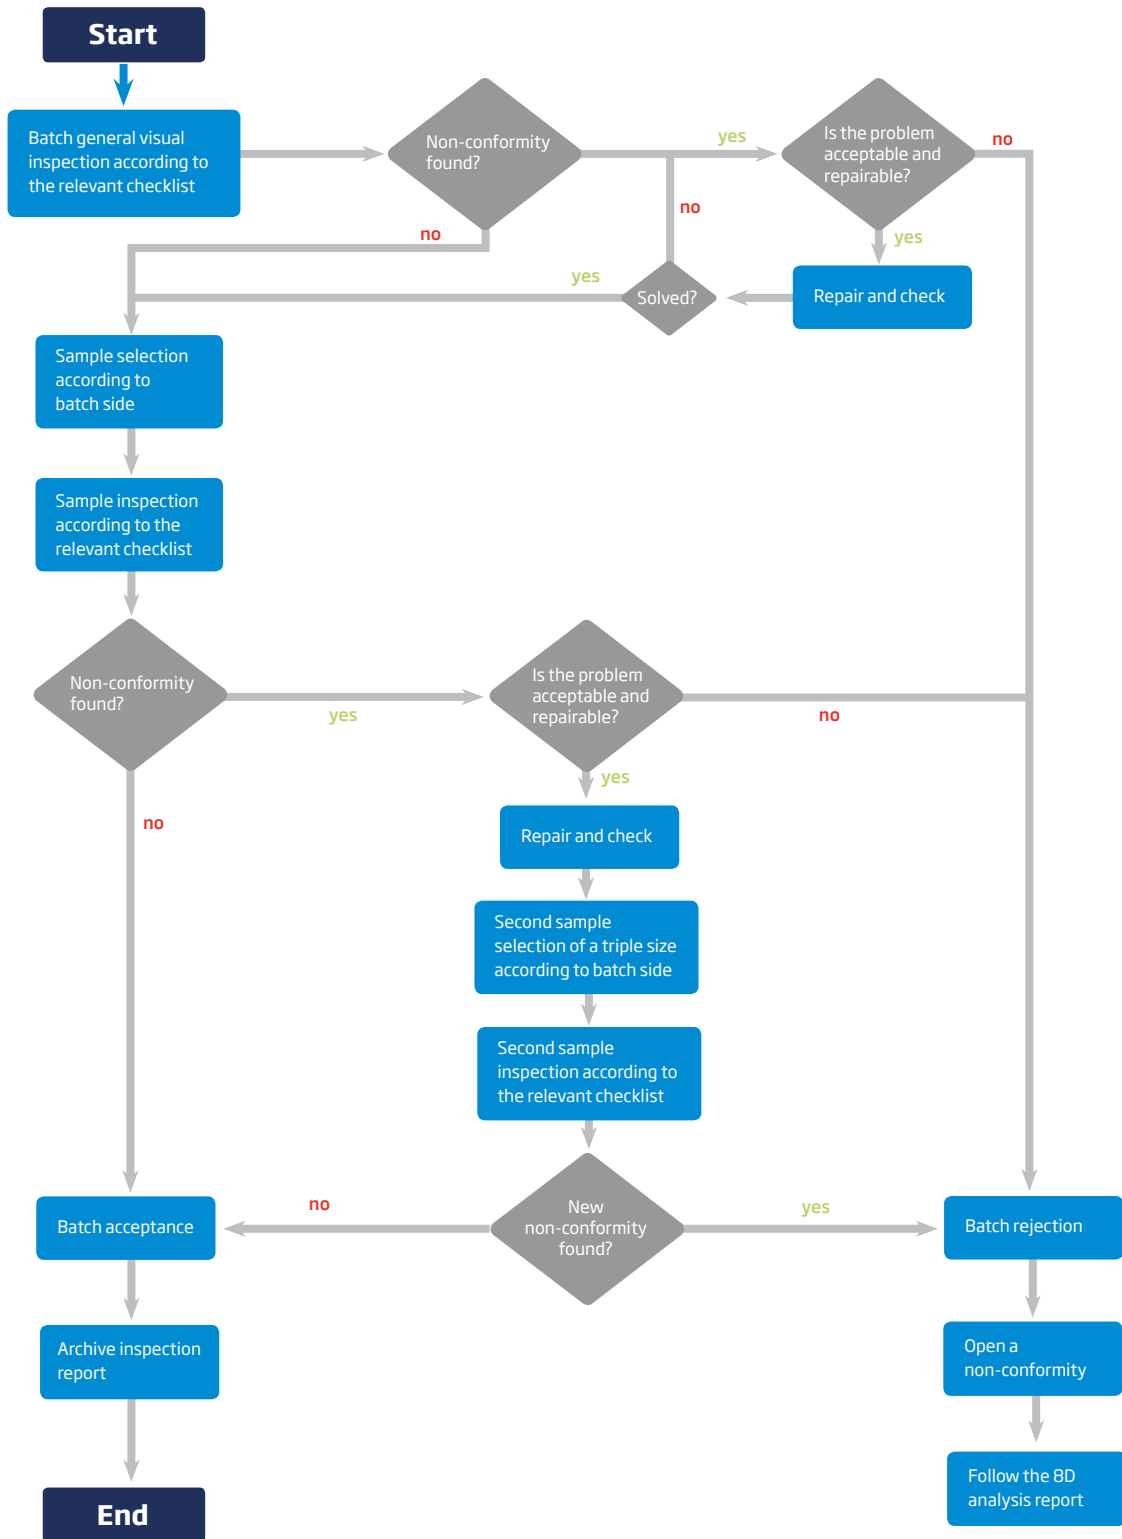 Start
Batch general visual
inspection according to
the relevant checklist
Non-conformity
found?
yes
Is the problem
acceptable and
repairable?
no
no
no
yes
yes
Solved?
Repair and check
Sample selection
according to
batch side
Sample inspection
according to the
relevant checklist
Non-conformity
found?
yes
Is the problem
acceptable and
repairable?
no
yes
no
Repair and check
Second sample
selection of a triple size
according to batch side
Second sample
inspection according to
the relevant checklist
Batch acceptance
no
New
non-conformity
found?
yes
Batch rejection
Archive inspection
report
Open a
non-conformity
Follow the 8D
analysis report
End